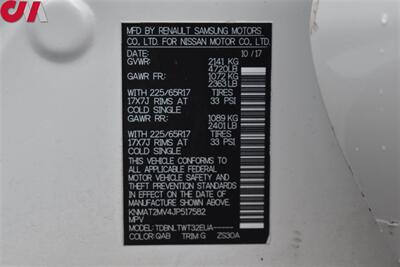 CIA
MFD BY RENAULT SAMSUNG MOTORS
CO., LTD. FOR NISSAN MOTOR CO., LTD.
DATE: 10 / 17
GVWR: 2141 KG
4720LB
GAWR FR: 1072 KG
2363 LB
WITH 225/65R17 TIRES
17X7J RIMS AT 33 PSI
COLD SINGLE
GAWR RR: 1089 KG
2401 LB
WITH 225/65R17 TIRES
17X7J RIMS AT 33 PSI
COLD SINGLE
THIS VEHICLE CONFORMS TO
ALL APPLICABLE FEDERAL
MOTOR VEHICLE SAFETY
STANDARDS IN EFFECT ON
THE DATE OF
MANUFACTURE SHOWN ABOVE.
KNMAT2MV4JP517582
MPV
MODEL: TDBNLTWT32EUA-----
COLOR:QAB TRIM:G ZS30A